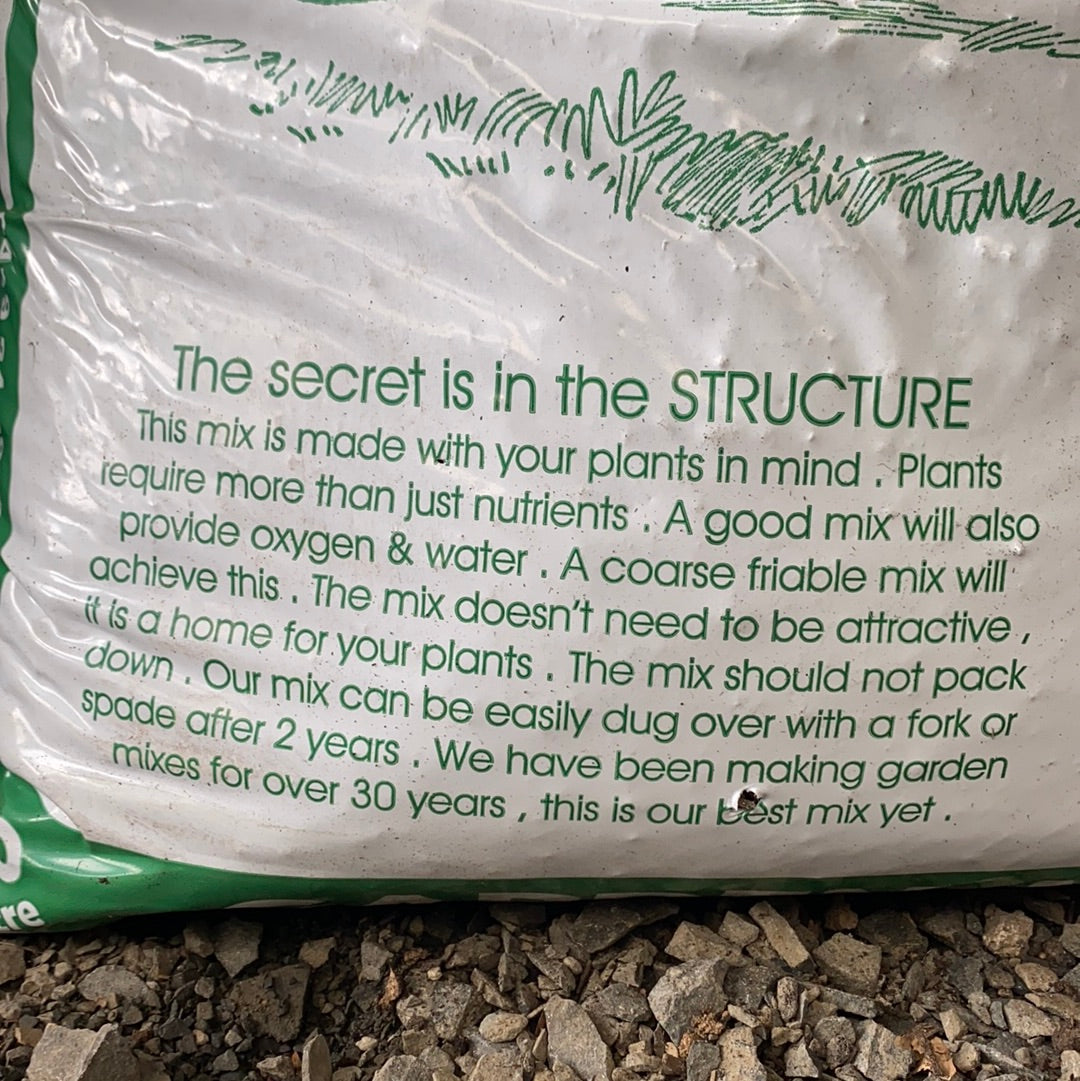 The secret is in the STRUCTURE
This mix is made with your plants in mind . Plants
require more than just nutrients . A good mix will also
provide oxygen & water . A coarse friable mix will
achieve this . The mix doesn't need to be attractive ,
it is a home for your plants . The mix should not pack
down . Our mix can be easily dug over with a fork or
spade after 2 years . We have been making garden
mixes for over 30 years , this is our best mix yet .
re